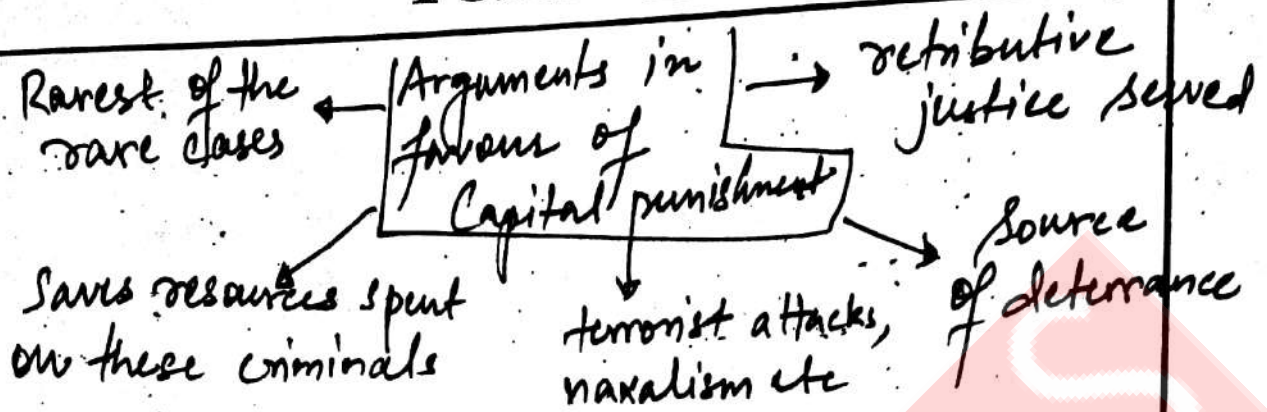 Arguments in
favour of
Capital punishment
Rarest of the
rare cases
retributive
justice served
Saves resources spent
on these criminals
terrorist attacks,
naxalism etc
source
of deterrance